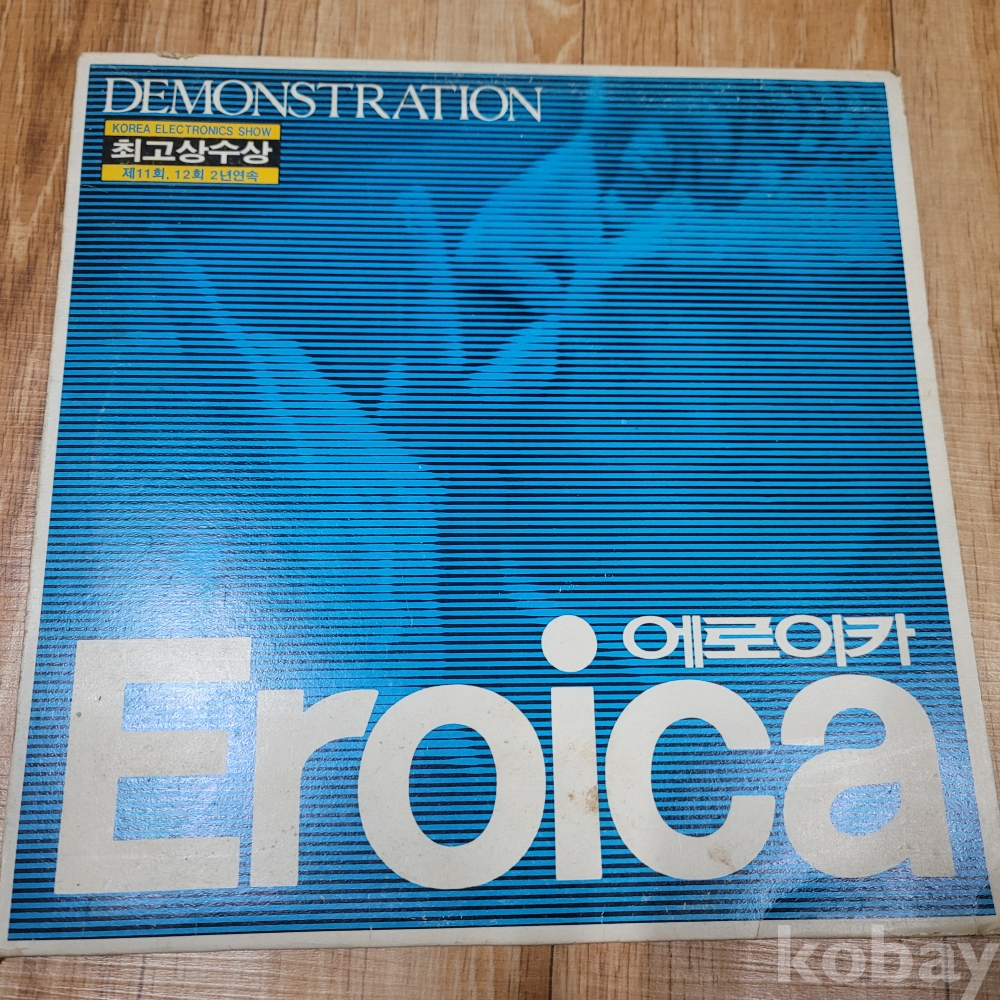 DEMONSTRATION
KOREA ELECTRONICS SHOW
최고상수상
제11회, 12회 2년연속
에로이카
Eroica
kobay